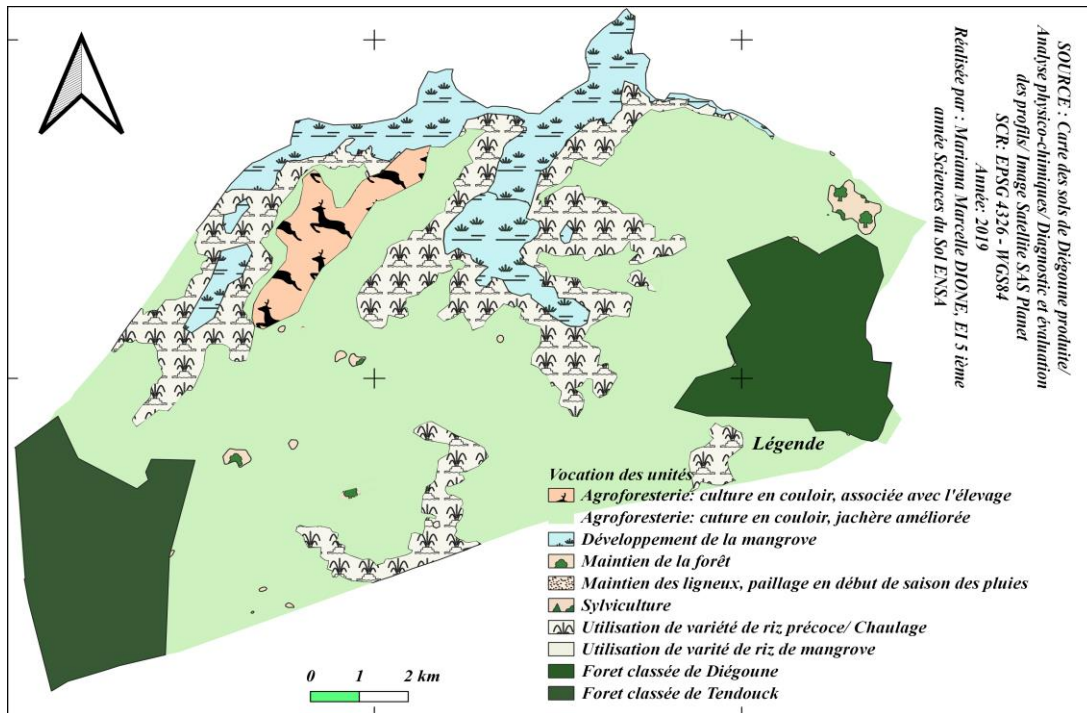 SOURCE : Carte des sols de Diégoune produite/
Analyse physico-chimiques/ Diagnostic et évaluation
des profils/ Image Satellite SAS Planet
SCR: EPSG 4326 - WGS84
Année: 2019
Réalisée par : Mariama Marcelle DIONE, EI 5 ième
année Sciences du Sol ENSA
Légende
Vocation des unités
Agroforesterie: culture en couloir, associée avec l'élevage
Agroforesterie: cuture en couloir, jachère améliorée
Développement de la mangrove
Maintien de la forêt
Maintien des ligneux, paillage en début de saison des pluies
Sylviculture
Utilisation de variété de riz précoce/ Chaulage
Utilisation de varité de riz de mangrove
Foret classée de Diégoune
Foret classée de Tendouck
0 1 2 km